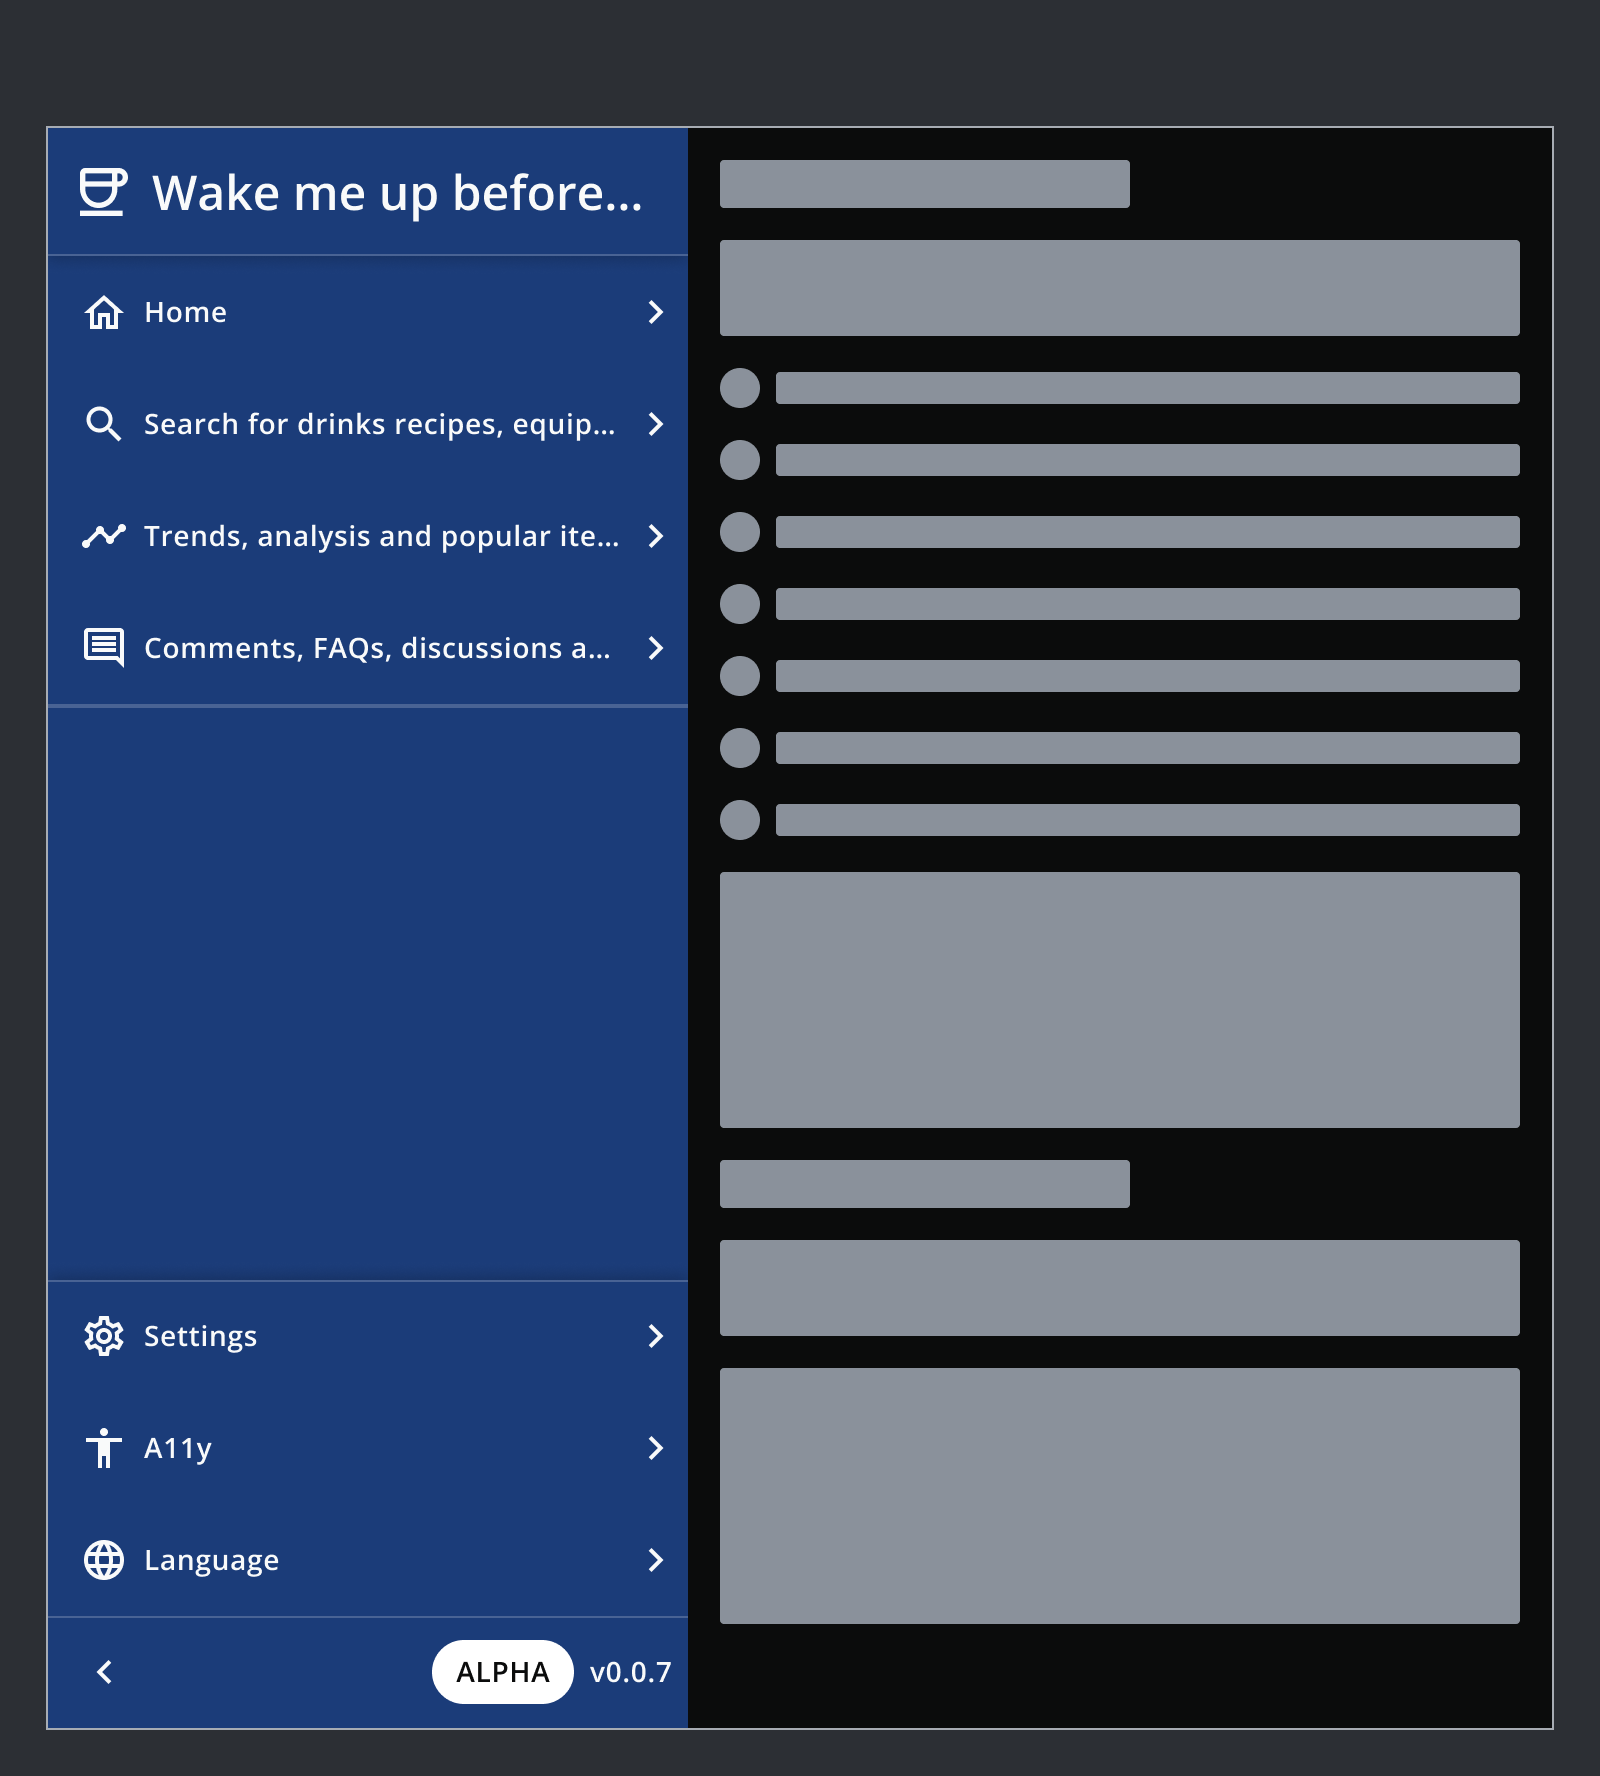 Wake me up before...
Home
Search for drinks recipes, equip...
Trends, analysis and popular ite...
Comments, FAQs, discussions a...
Settings
A11y
Language
ALPHA v0.0.7